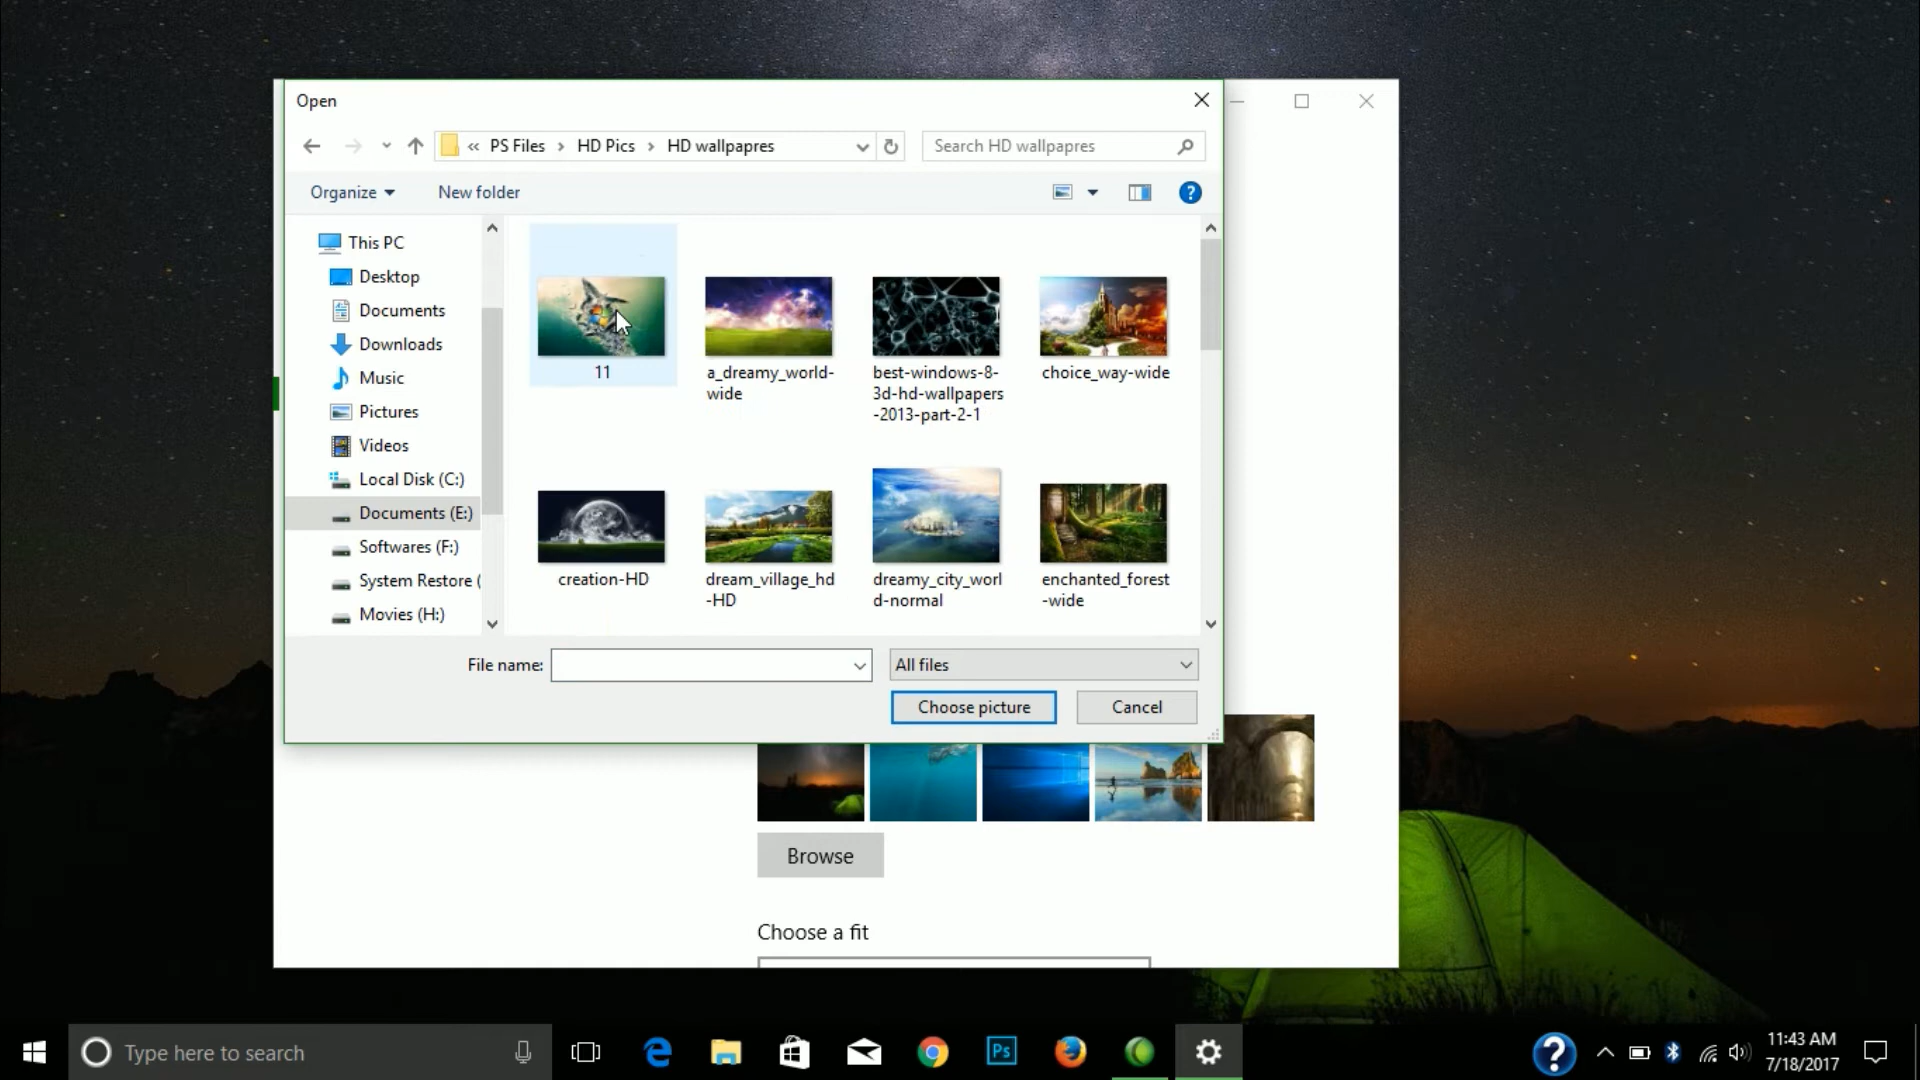 Open
« PS Files > HD Pics > HD wallpapres
Search HD wallpapres
Organize
New folder
?
This PC
Desktop
Documents
Downloads
Music
Pictures
Videos
Local Disk (C:)
Documents (E:)
Softwares (F:)
System Restore (
Movies (H:)
11
a_dreamy_world-
wide
best-windows-8-
3d-hd-wallpapers
-2013-part-2-1
choice_way-wide
creation-HD
dream_village_hd
-HD
dreamy_city_worl
d-normal
enchanted_forest
-wide
File name:
All files
Choose picture
Cancel
Browse
Choose a fit
Type here to search
Ps
?
11:43 AM
7/18/2017